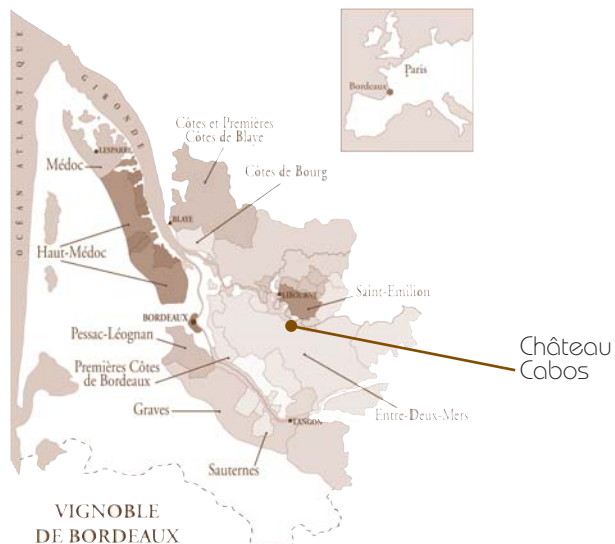 OCÉAN ATLANTIQUE
GIRONDE
Paris
Bordeaux
Côtes et Premières
Côtes de Blaye
LESPARRE
Médoc
Côtes de Bourg
BLAYE
Haut-Médoc
LIBOURNE
Saint-Emilion
BORDEAUX
Pessac-Léognan
Château
Cabos
Premières Côtes
de Bordeaux
Graves
Entre-Deux-Mers
LANGON
Sauternes
VIGNOBLE
DE BORDEAUX